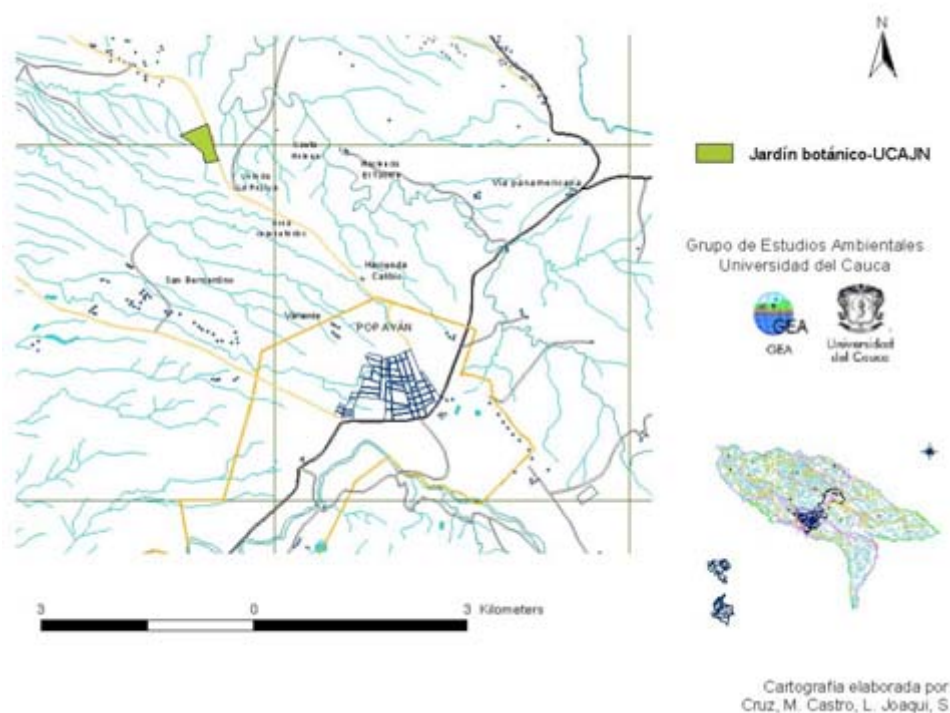 N
Jardín botánico-UCAJN
Grupo de Estudios Ambientales
Universidad del Cauca
GEA
GEA
Universidad
del Cauca
Vía panamericana
Hacienda
Calibío
San Bernardino
POPAYÁN
3 0 3 Kilometers
Cartografía elaborada por
Cruz, M. Castro, L. Joaqui, S